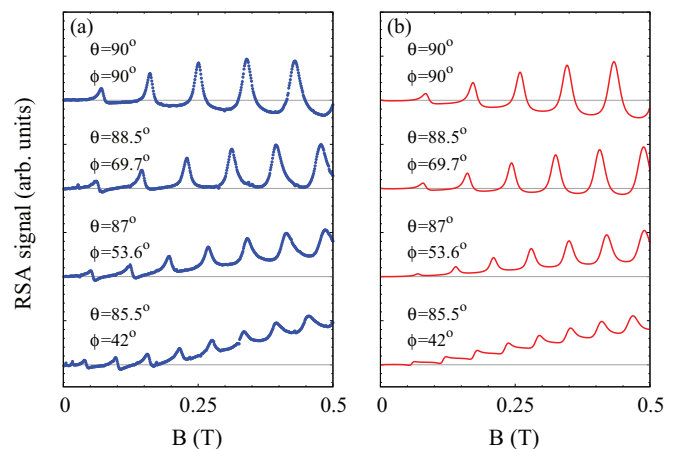 RSA signal (arb. units)
(a)
θ=90°
ϕ=90°
θ=88.5°
ϕ=69.7°
θ=87°
ϕ=53.6°
θ=85.5°
ϕ=42°
0 0.25 0.5
B (T)
(b)
θ=90°
ϕ=90°
θ=88.5°
ϕ=69.7°
θ=87°
ϕ=53.6°
θ=85.5°
ϕ=42°
0 0.25 0.5
B (T)